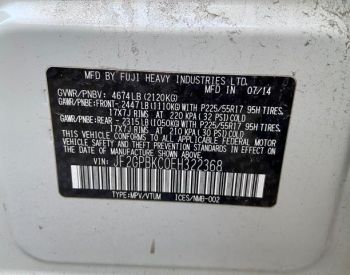 MFD BY FUJI HEAVY INDUSTRIES LTD.
GVWR/PNBV: 4674LB(2120KG) MFD IN 07/14
GAWR/PNBE: FRONT- 2447LB(1110KG)WITH P225/55R17 95H TIRES.
17X7J RIMS AT 220 KPA(32 PSI)COLD
GAWR/PNBE: REAR - 2315LB(1050KG)WITH P225/55R17 95H TIRES.
17X7J RIMS AT 210 KPA(30 PSI)COLD
THIS VEHICLE CONFORMS TO ALL APPLICABLE FEDERAL MOTOR
VEHICLE SAFETY AND THEFT PREVENTION STANDARDS IN EFFECT ON
THE DATE OF MANUFACTURE SHOWN ABOVE.
VIN: JF2GPBKC0FH322368
TYPE: MPV/VTUM ICES/NMB-002